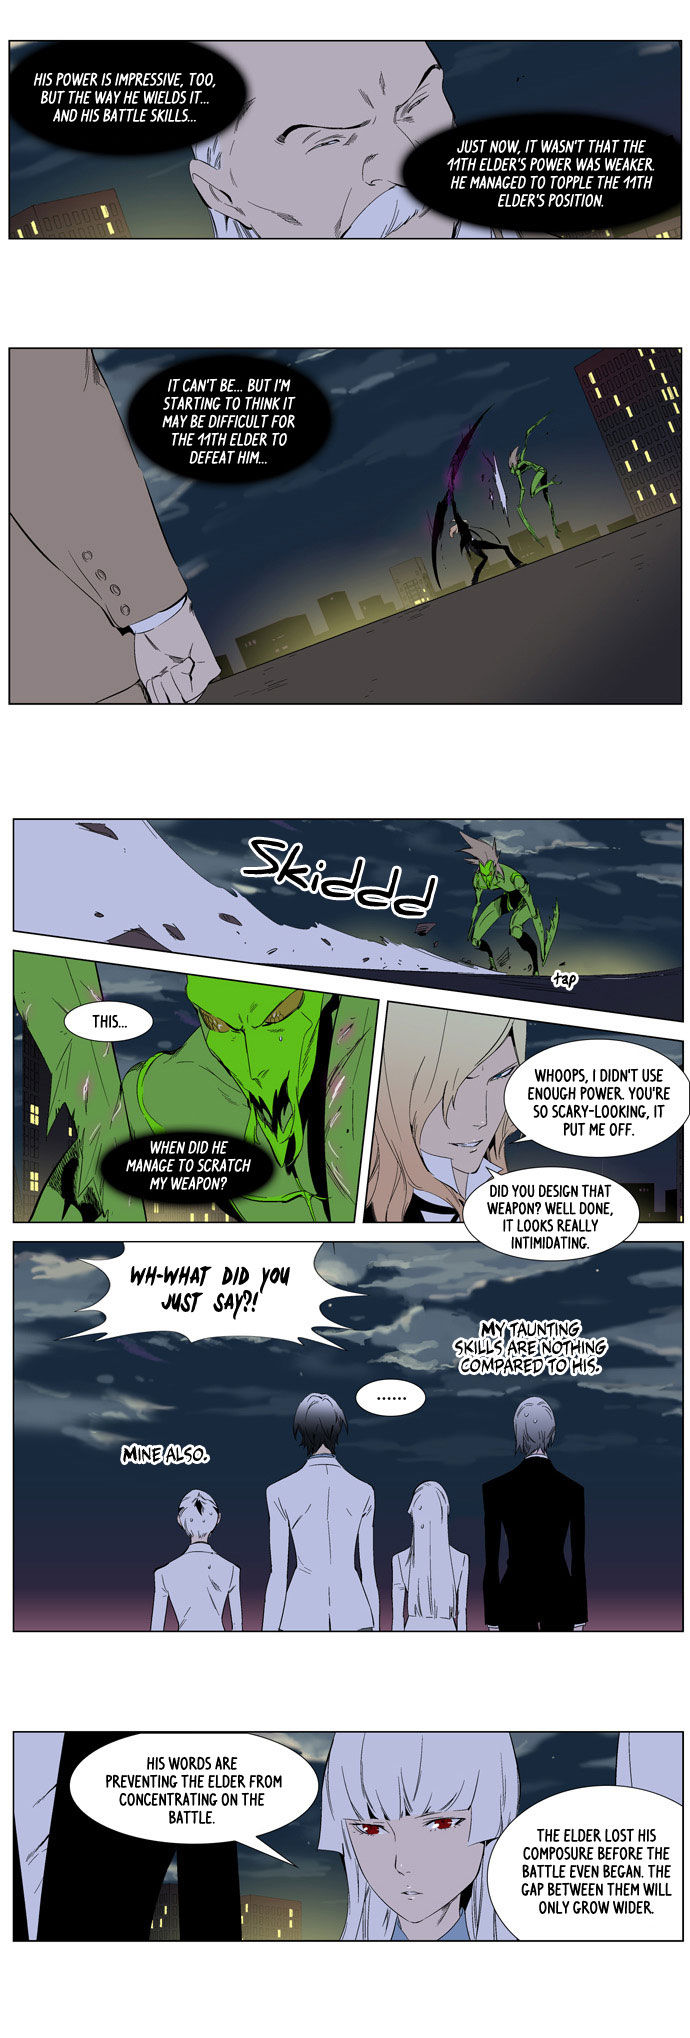 HIS POWER IS IMPRESSIVE, TOO,
BUT THE WAY HE WIELDS IT...
AND HIS BATTLE SKILLS...
JUST NOW, IT WASN'T THAT THE
11TH ELDER'S POWER WAS WEAKER.
HE MANAGED TO TOPPLE THE 11TH
ELDER'S POSITION.
IT CAN'T BE... BUT I'M
STARTING TO THINK IT
MAY BE DIFFICULT FOR
THE 11TH ELDER TO
DEFEAT HIM...
Skiddd
tap
THIS...
WHEN DID HE
MANAGE TO SCRATCH
MY WEAPON?
WHOOPS, I DIDN'T USE
ENOUGH POWER. YOU'RE
SO SCARY-LOOKING, IT
PUT ME OFF.
DID YOU DESIGN THAT
WEAPON? WELL DONE,
IT LOOKS REALLY
INTIMIDATING.
WH-WHAT DID YOU
JUST SAY?!
MY TAUNTING
SKILLS ARE NOTHING
COMPARED TO HIS.
......
MINE ALSO.
HIS WORDS ARE
PREVENTING THE ELDER FROM
CONCENTRATING ON THE
BATTLE.
THE ELDER LOST HIS
COMPOSURE BEFORE THE
BATTLE EVEN BEGAN. THE
GAP BETWEEN THEM WILL
ONLY GROW WIDER.